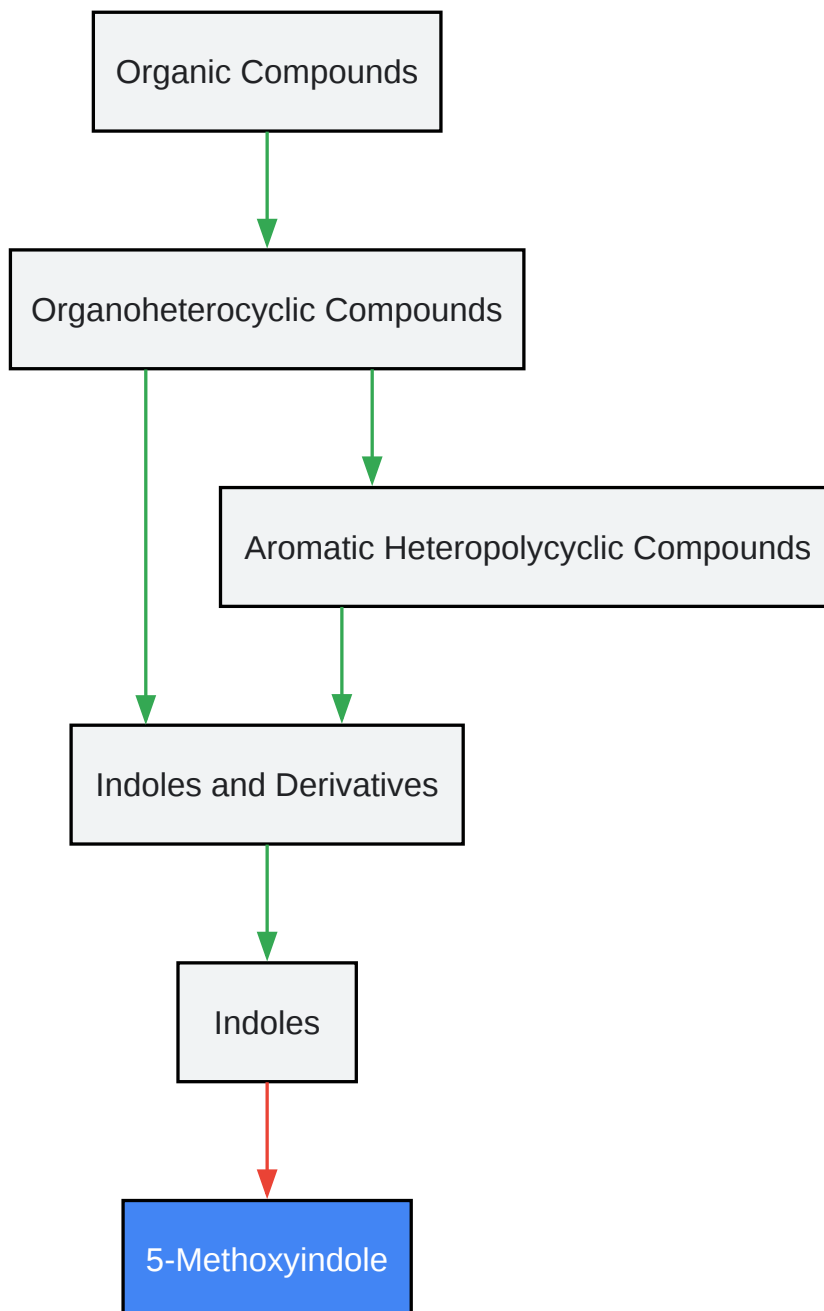 Organic Compounds
Organoheterocyclic Compounds
Aromatic Heteropolycyclic Compounds
Indoles and Derivatives
Indoles
5-Methoxyindole